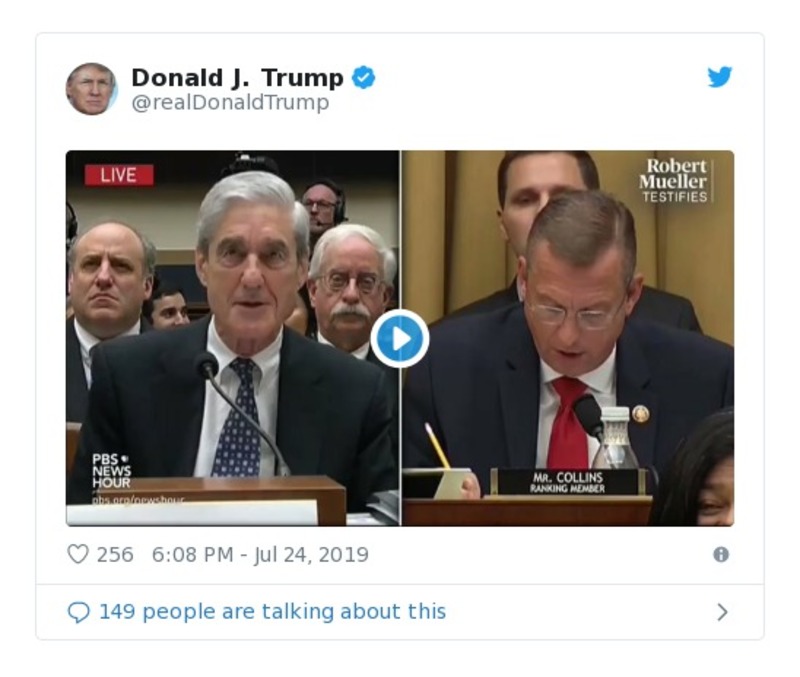 Donald J. Trump
@realDonaldTrump
LIVE
Robert
Mueller
TESTIFIES
PBS
NEWS
HOUR
pbs.org/newshour
MR. COLLINS
RANKING MEMBER
256 6:08 PM - Jul 24, 2019
149 people are talking about this